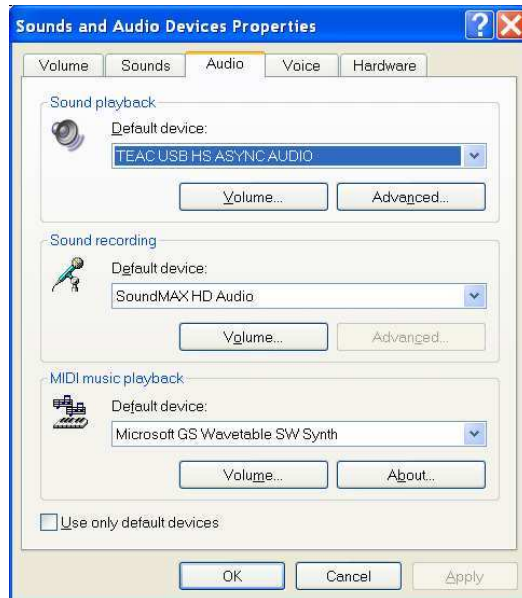 Sounds and Audio Devices Properties
Volume Sounds Audio Voice Hardware
Sound playback
Default device:
TEAC USB HS ASYNC AUDIO
Volume... Advanced...
Sound recording
Default device:
SoundMAX HD Audio
Volume... Advanced...
MIDI music playback
Default device:
Microsoft GS Wavetable SW Synth
Volume... About...
Use only default devices
OK Cancel Apply